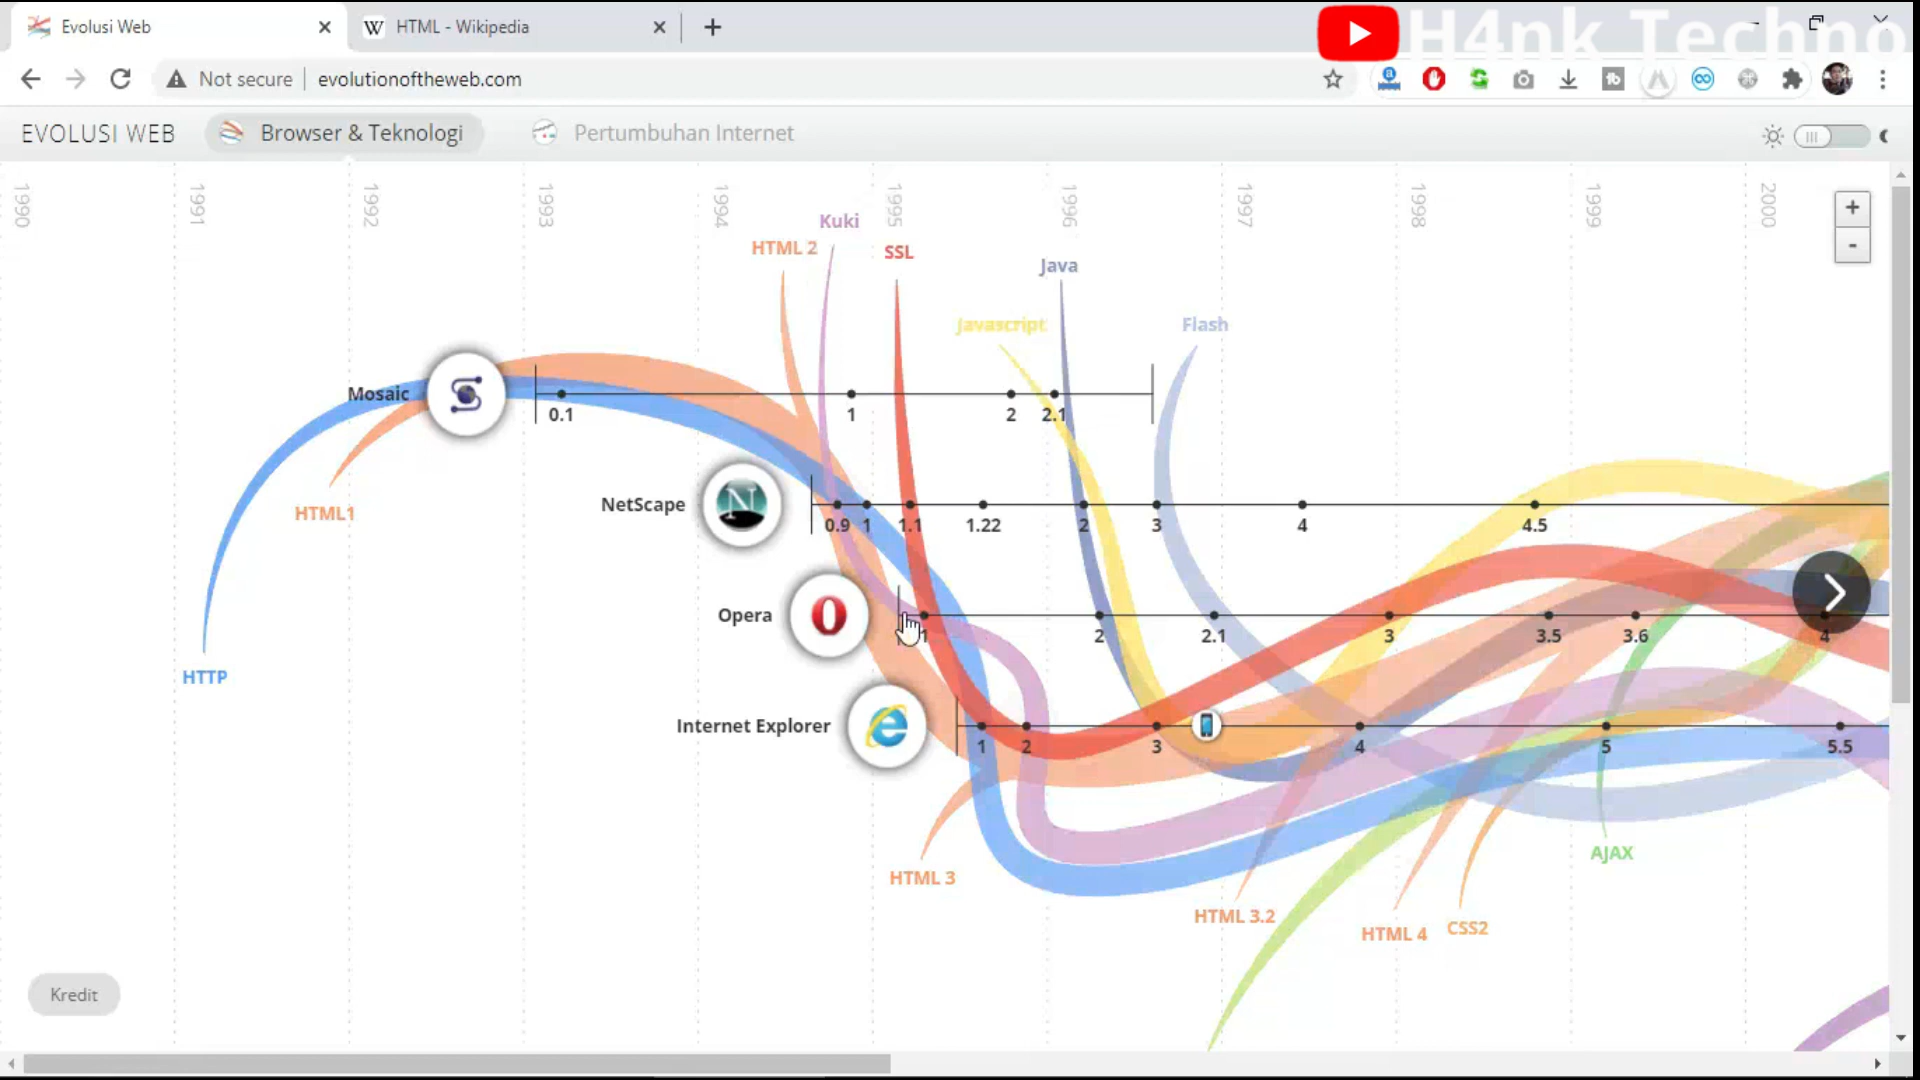 Evolusi Web
HTML - Wikipedia
H4nk Techno
Not secure
evolutionoftheweb.com
EVOLUSI WEB
Browser & Teknologi
Pertumbuhan Internet
1990
1991
1992
1993
1994
1995
1996
1997
1998
1999
2000
+
-
Kuki
HTML 2
SSL
Java
Javascript
Flash
Mosaic
0.1
1
2
2.1
HTML1
NetScape
0.9
1
1.1
1.22
2
3
4
4.5
Opera
1
2
2.1
3
3.5
3.6
4
HTTP
Internet Explorer
1
2
3
4
5
5.5
HTML 3
AJAX
HTML 3.2
HTML 4
CSS2
Kredit